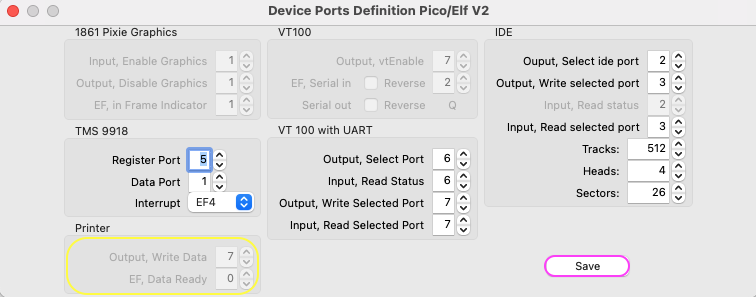 Device Ports Definition Pico/Elf V2
1861 Pixie Graphics
Input, Enable Graphics 1
Output, Disable Graphics 1
EF, in Frame Indicator 1
TMS 9918
Register Port 5
Data Port 1
Interrupt EF4
Printer
Output, Write Data 7
EF, Data Ready 0
VT100
Output, vtEnable 7
EF, Serial in Reverse 2
Serial out Reverse Q
VT 100 with UART
Output, Select Port 6
Input, Read Status 6
Output, Write Selected Port 7
Input, Read Selected Port 7
IDE
Ouput, Select ide port 2
Output, Write selected port 3
Input, Read status 2
Input, Read selected port 3
Tracks: 512
Heads: 4
Sectors: 26
Save